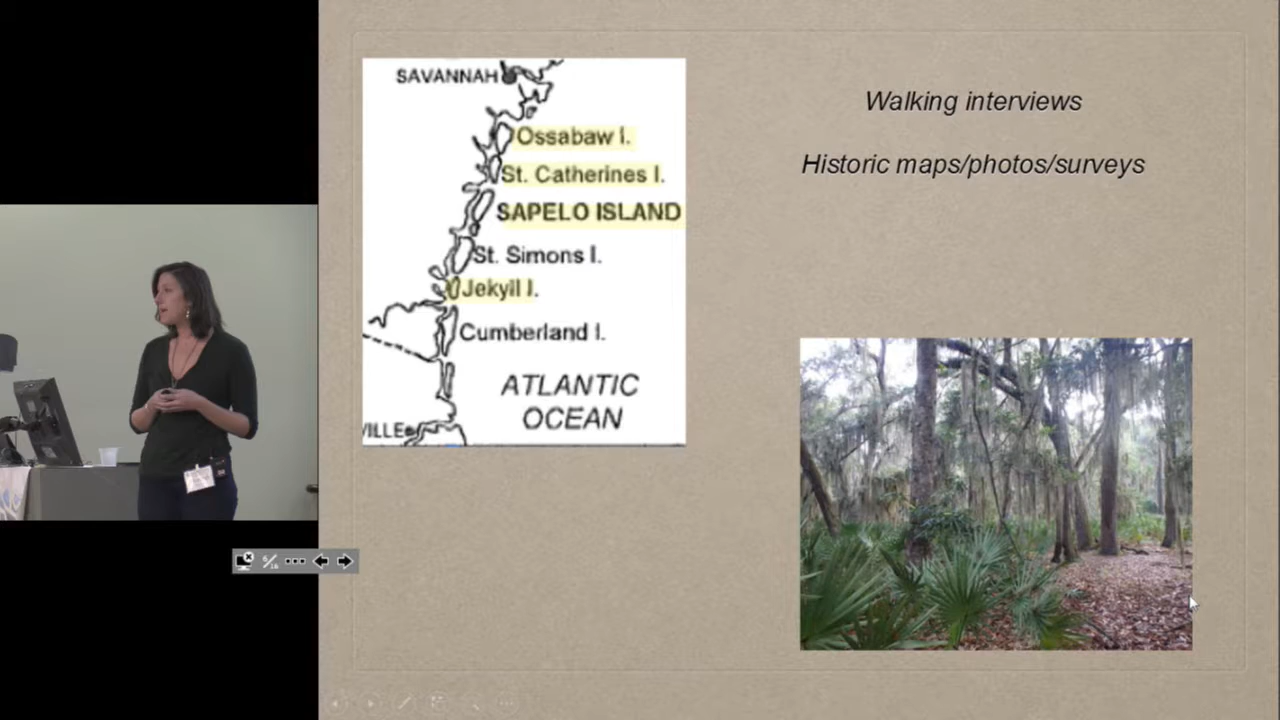 SAVANNAH
Ossabaw I.
St. Catherines I.
SAPELO ISLAND
St. Simons I.
Jekyll I.
Cumberland I.
ATLANTIC
OCEAN
VILLE
Walking interviews
Historic maps/photos/surveys